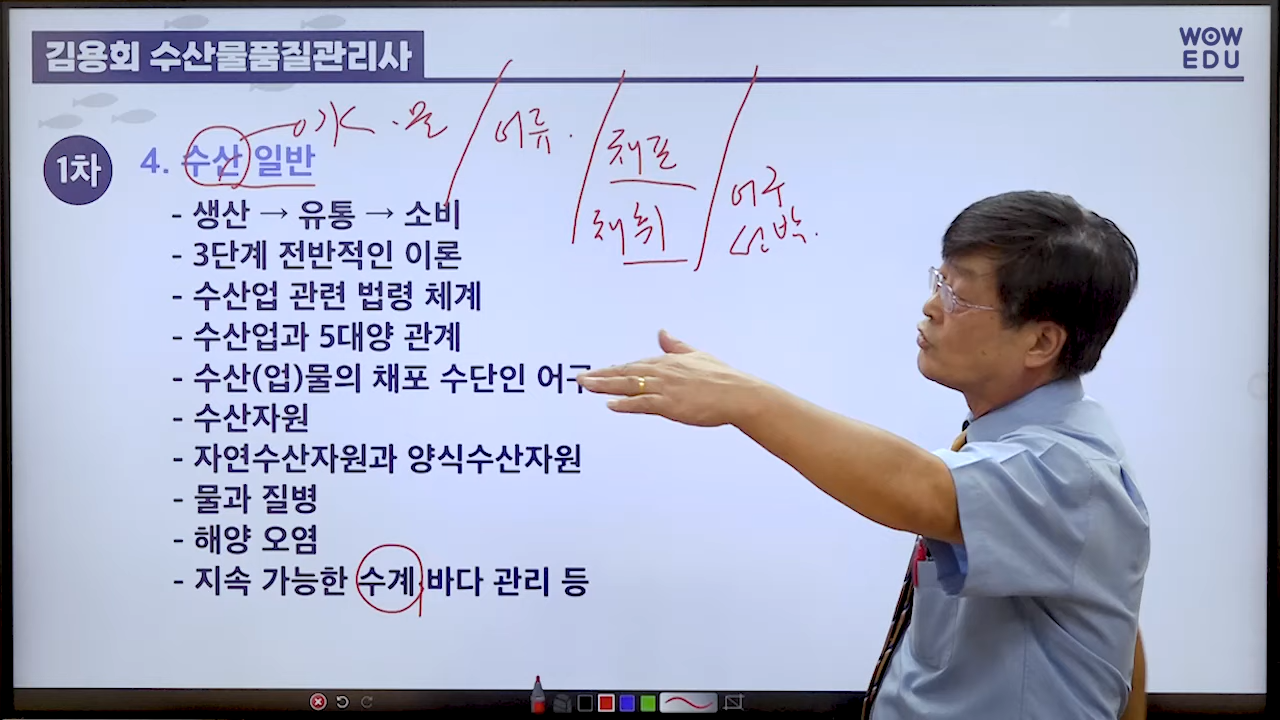 김용회 수산물품질관리사
WOW
EDU
1차
4. 수산 일반
水 · 물 / 어류. / 채포 / 어구
채취 선박.
- 생산 → 유통 → 소비
- 3단계 전반적인 이론
- 수산업 관련 법령 체계
- 수산업과 5대양 관계
- 수산(업)물의 채포 수단인 어구
- 수산자원
- 자연수산자원과 양식수산자원
- 물과 질병
- 해양 오염
- 지속 가능한 수계, 바다 관리 등